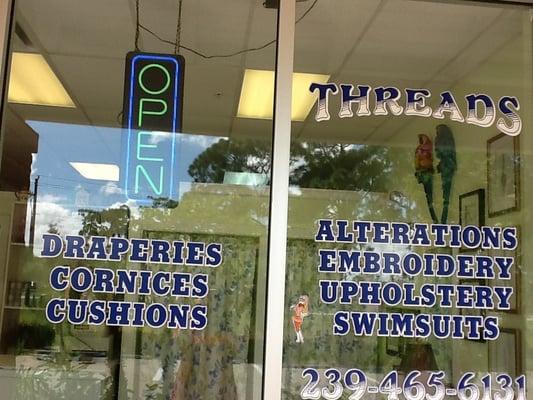 OPEN
DRAPERIES
CORNICES
CUSHIONS
THREADS
ALTERATIONS
EMBROIDERY
UPHOLSTERY
SWIMSUITS
239-465-6131